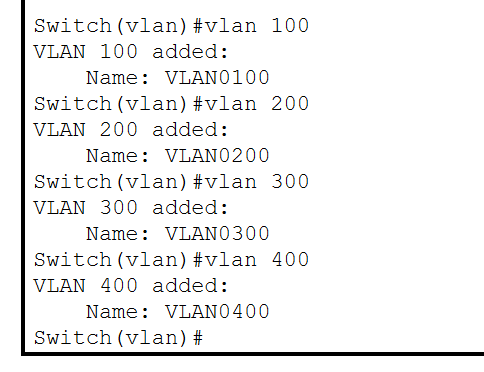 Switch(vlan)#vlan 100
VLAN 100 added:
Name: VLAN0100
Switch(vlan)#vlan 200
VLAN 200 added:
Name: VLAN0200
Switch(vlan)#vlan 300
VLAN 300 added:
Name: VLAN0300
Switch(vlan)#vlan 400
VLAN 400 added:
Name: VLAN0400
Switch(vlan)#